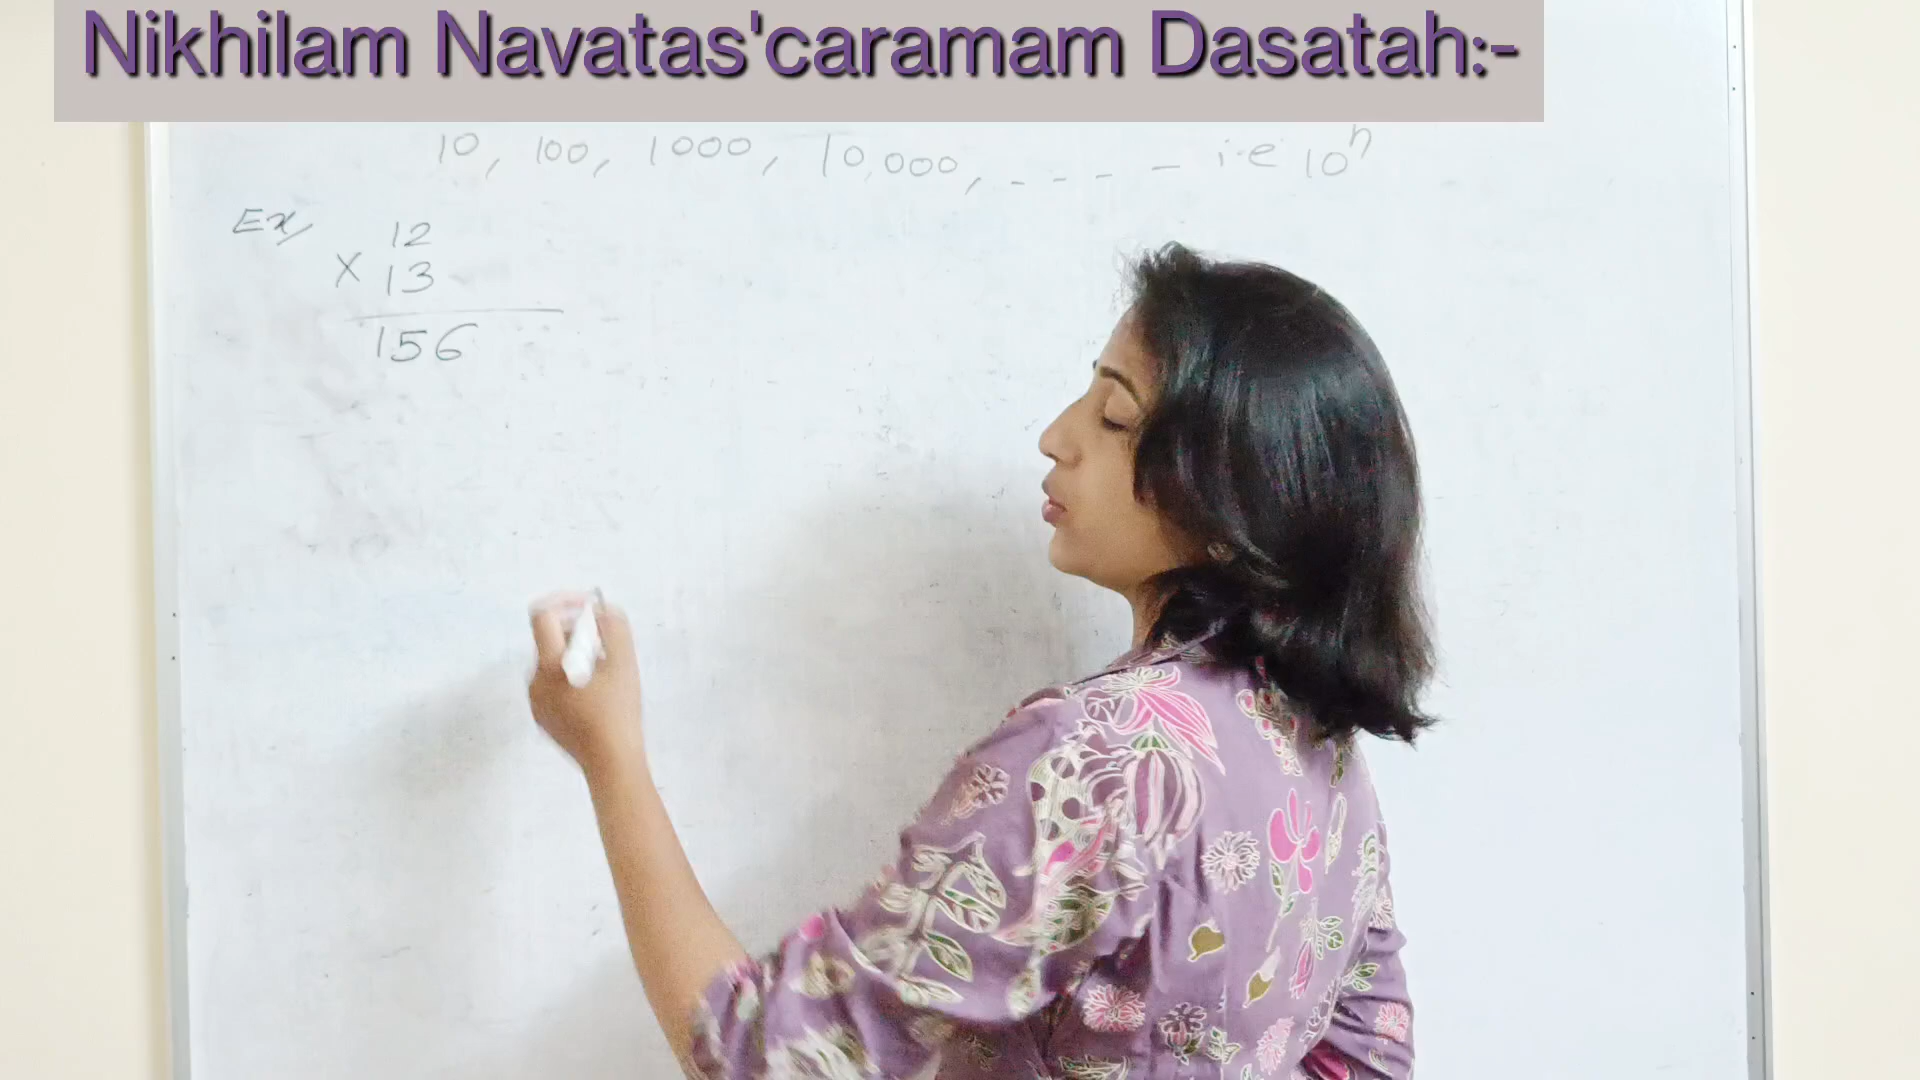 Nikhilam Navatas'caramam Dasatah:-
10, 100, 1000, 10,000, - - - - i.e 10ⁿ
Ex, 12
× 13
156